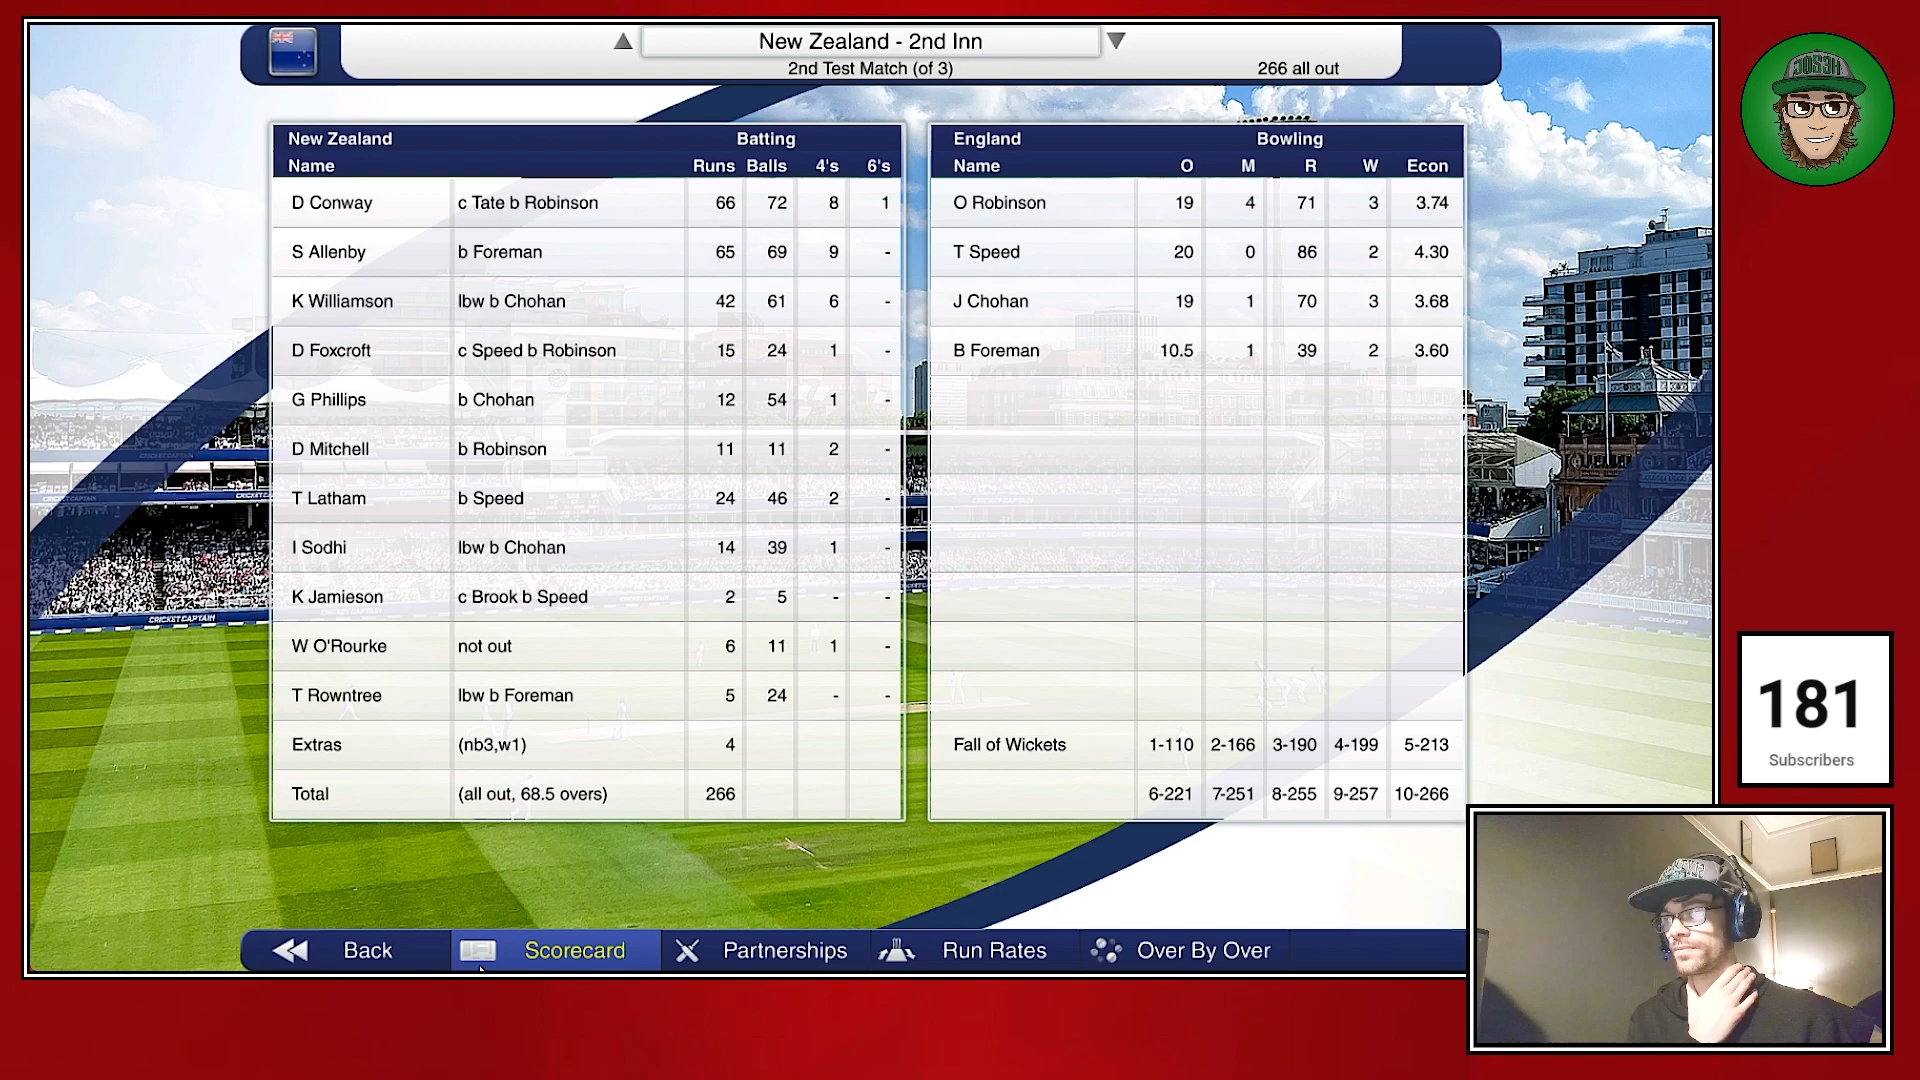 New Zealand - 2nd Inn
2nd Test Match (of 3) 266 all out
New Zealand Batting
Name Runs Balls 4's 6's
D Conway c Tate b Robinson 66 72 8 1
S Allenby b Foreman 65 69 9 -
K Williamson lbw b Chohan 42 61 6 -
D Foxcroft c Speed b Robinson 15 24 1 -
G Phillips b Chohan 12 54 1 -
D Mitchell b Robinson 11 11 2 -
T Latham b Speed 24 46 2 -
I Sodhi lbw b Chohan 14 39 1 -
K Jamieson c Brook b Speed 2 5 - -
W O'Rourke not out 6 11 1 -
T Rowntree lbw b Foreman 5 24 - -
Extras (nb3,w1) 4
Total (all out, 68.5 overs) 266
England Bowling
Name O M R W Econ
O Robinson 19 4 71 3 3.74
T Speed 20 0 86 2 4.30
J Chohan 19 1 70 3 3.68
B Foreman 10.5 1 39 2 3.60
Fall of Wickets 1-110 2-166 3-190 4-199 5-213
6-221 7-251 8-255 9-257 10-266
CRICKET CAPTAIN
Back Scorecard Partnerships Run Rates Over By Over
JOS3H
181
Subscribers